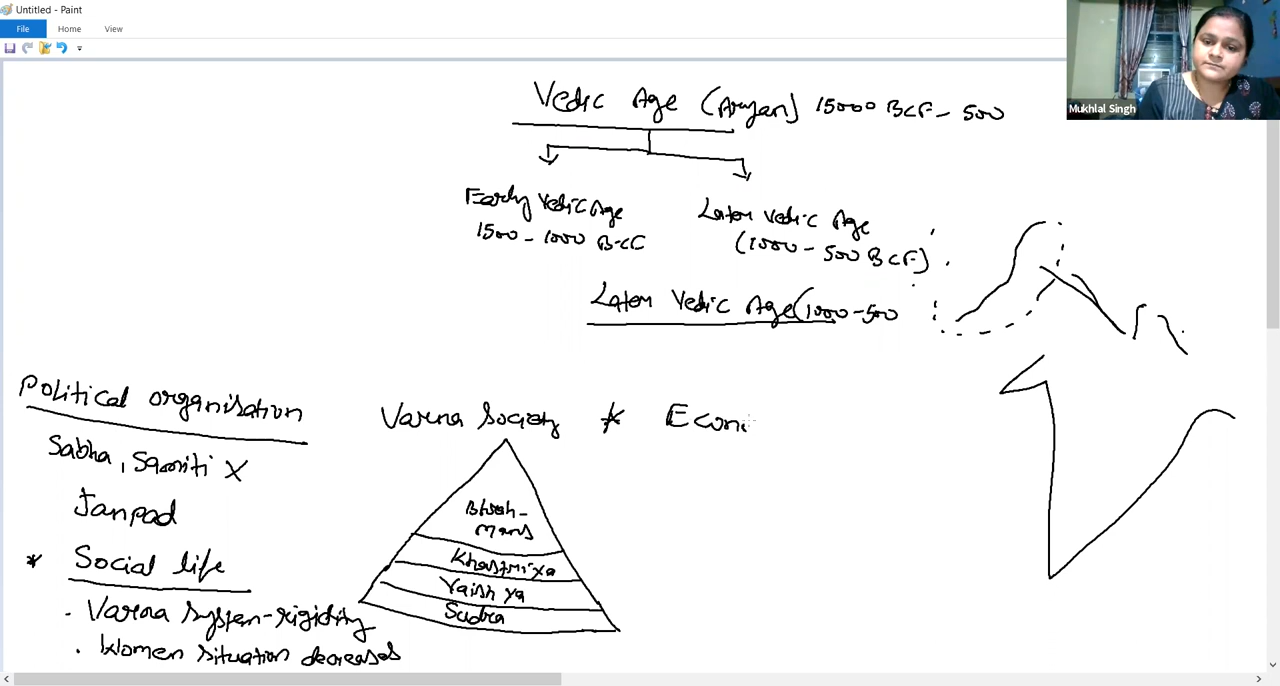 Untitled - Paint
File Home View
Mukhlal Singh
Vedic Age (Aryan) 15000 BCE - 500
Early Vedic Age
1500 - 1000 BCE
Later Vedic Age
(1000 - 500 BCE)
Later Vedic Age (1000 - 500
Political organisation
Sabha, Samiti X
Janpad
* Social life
. Varna system - rigidity
. Women situation decreases
Varna Society * Econi
Brah-
mans
Khastriya
Vaishya
Sudra